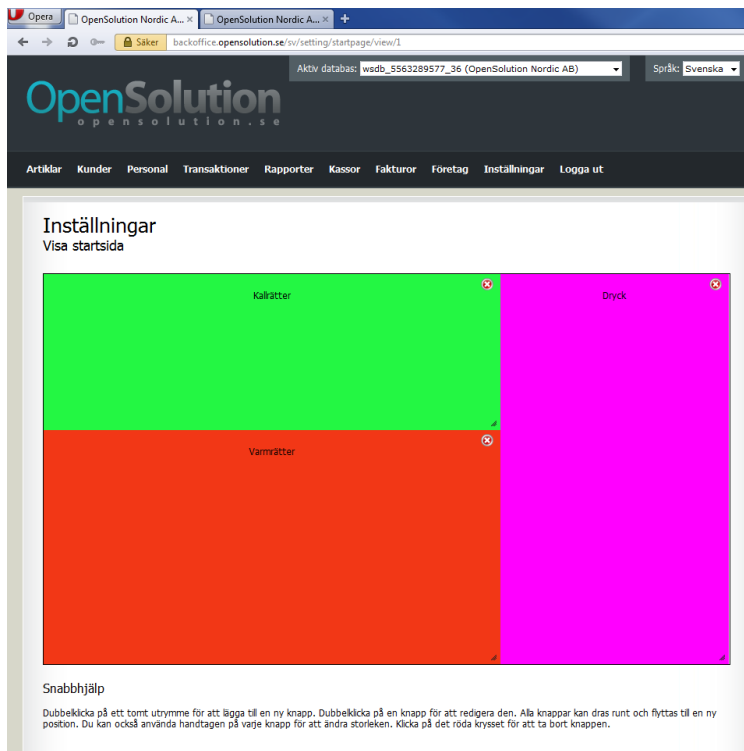 Opera
OpenSolution Nordic A...
OpenSolution Nordic A...
Säker
backoffice.opensolution.se/sv/setting/startpage/view/1
Aktiv databas: wsdb_5563289577_36 (OpenSolution Nordic AB)
Språk: Svenska
OpenSolution
opensolution.se
Artiklar Kunder Personal Transaktioner Rapporter Kassor Fakturor Företag Inställningar Logga ut
Inställningar
Visa startsida
Kallrätter
Dryck
Varmrätter
Snabbhjälp
Dubbelklicka på ett tomt utrymme för att lägga till en ny knapp. Dubbelklicka på en knapp för att redigera den. Alla knappar kan dras runt och flyttas till en ny
position. Du kan också använda handtagen på varje knapp för att ändra storleken. Klicka på det röda krysset för att ta bort knappen.